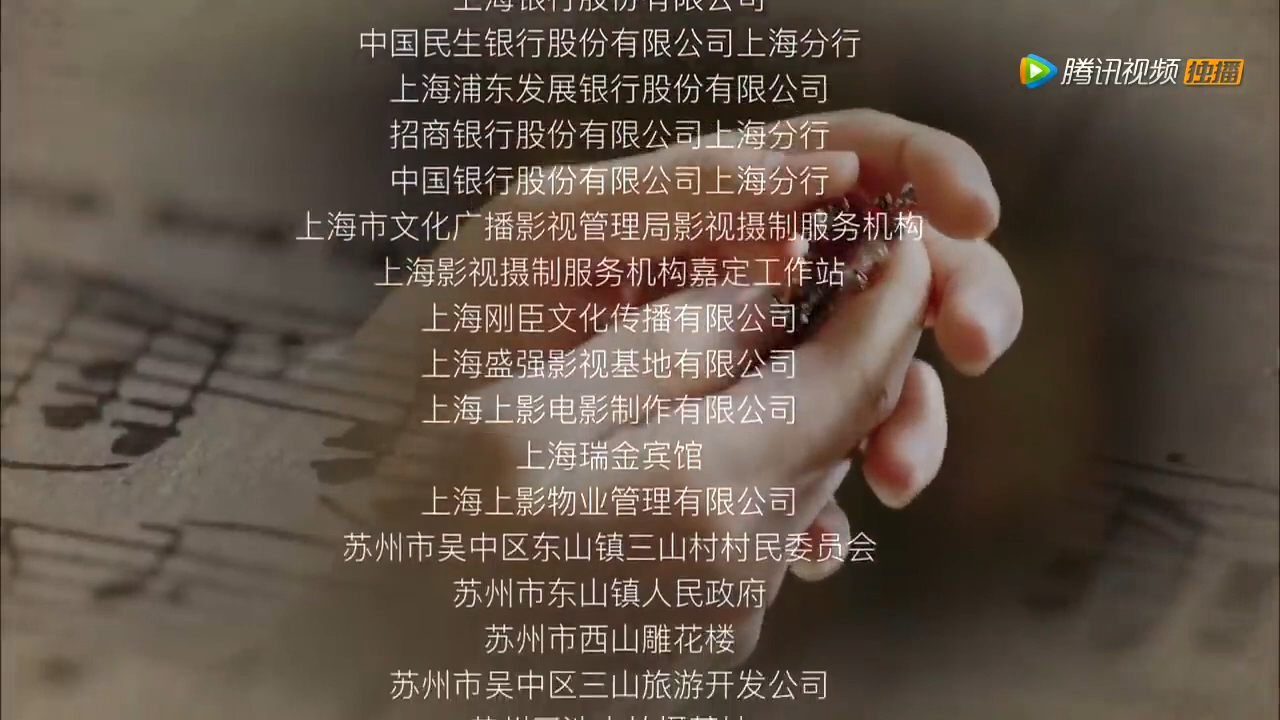 上海银行股份有限公司
中国民生银行股份有限公司上海分行
腾讯视频 独播
上海浦东发展银行股份有限公司
招商银行股份有限公司上海分行
中国银行股份有限公司上海分行
上海市文化广播影视管理局影视摄制服务机构
上海影视摄制服务机构嘉定工作站
上海刚臣文化传播有限公司
上海盛强影视基地有限公司
上海上影电影制作有限公司
上海瑞金宾馆
上海上影物业管理有限公司
苏州市吴中区东山镇三山村村民委员会
苏州市东山镇人民政府
苏州市西山雕花楼
苏州市吴中区三山旅游开发公司